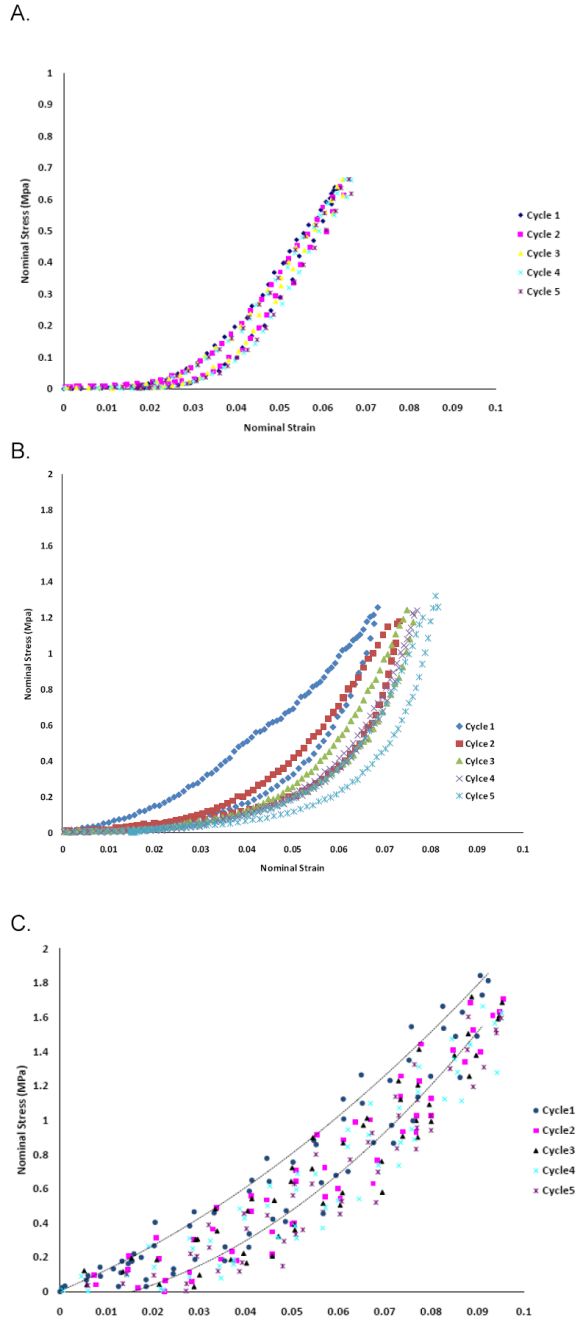 A.
1
0.9
0.8
0.7
0.6
0.5
0.4
0.3
0.2
0.1
0
Nominal Stress (Mpa)
0 0.01 0.02 0.03 0.04 0.05 0.06 0.07 0.08 0.09 0.1
Nominal Strain
Cycle 1
Cycle 2
Cycle 3
Cycle 4
Cycle 5
B.
2
1.8
1.6
1.4
1.2
1
0.8
0.6
0.4
0.2
0
Nominal Stress (Mpa)
0 0.01 0.02 0.03 0.04 0.05 0.06 0.07 0.08 0.09 0.1
Nominal Strain
Cycle 1
Cylce 2
Cylce 3
Cylce 4
Cylce 5
C.
2
1.8
1.6
1.4
1.2
1
0.8
0.6
0.4
0.2
0
Nominal Stress (MPa)
0 0.01 0.02 0.03 0.04 0.05 0.06 0.07 0.08 0.09 0.1
Cycle1
Cycle2
Cycle3
Cycle4
Cycle5